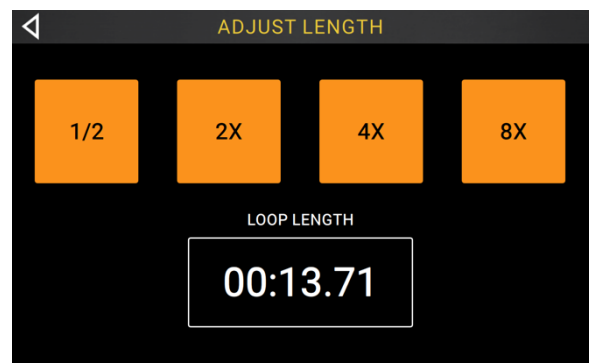 ADJUST LENGTH
1/2 2X 4X 8X
LOOP LENGTH
00:13.71